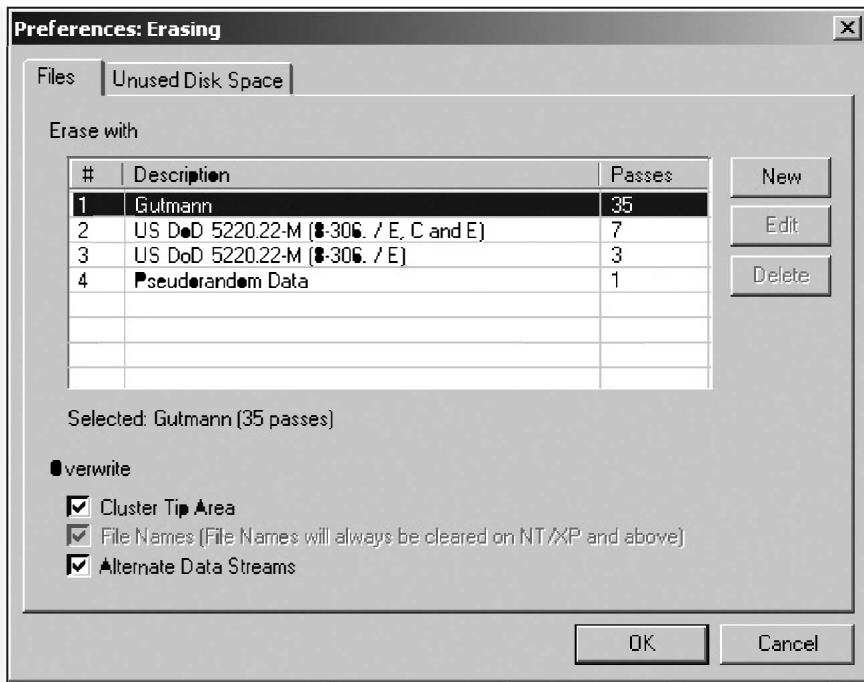 Preferences: Erasing
Files Unused Disk Space
Erase with
# Description Passes
1 Gutmann 35
2 US DoD 5220.22-M (8-306. / E, C and E) 7
3 US DoD 5220.22-M (8-306. / E) 3
4 Pseudorandom Data 1
New
Edit
Delete
Selected: Gutmann (35 passes)
Overwrite
Cluster Tip Area
File Names (File Names will always be cleared on NT/XP and above)
Alternate Data Streams
OK Cancel